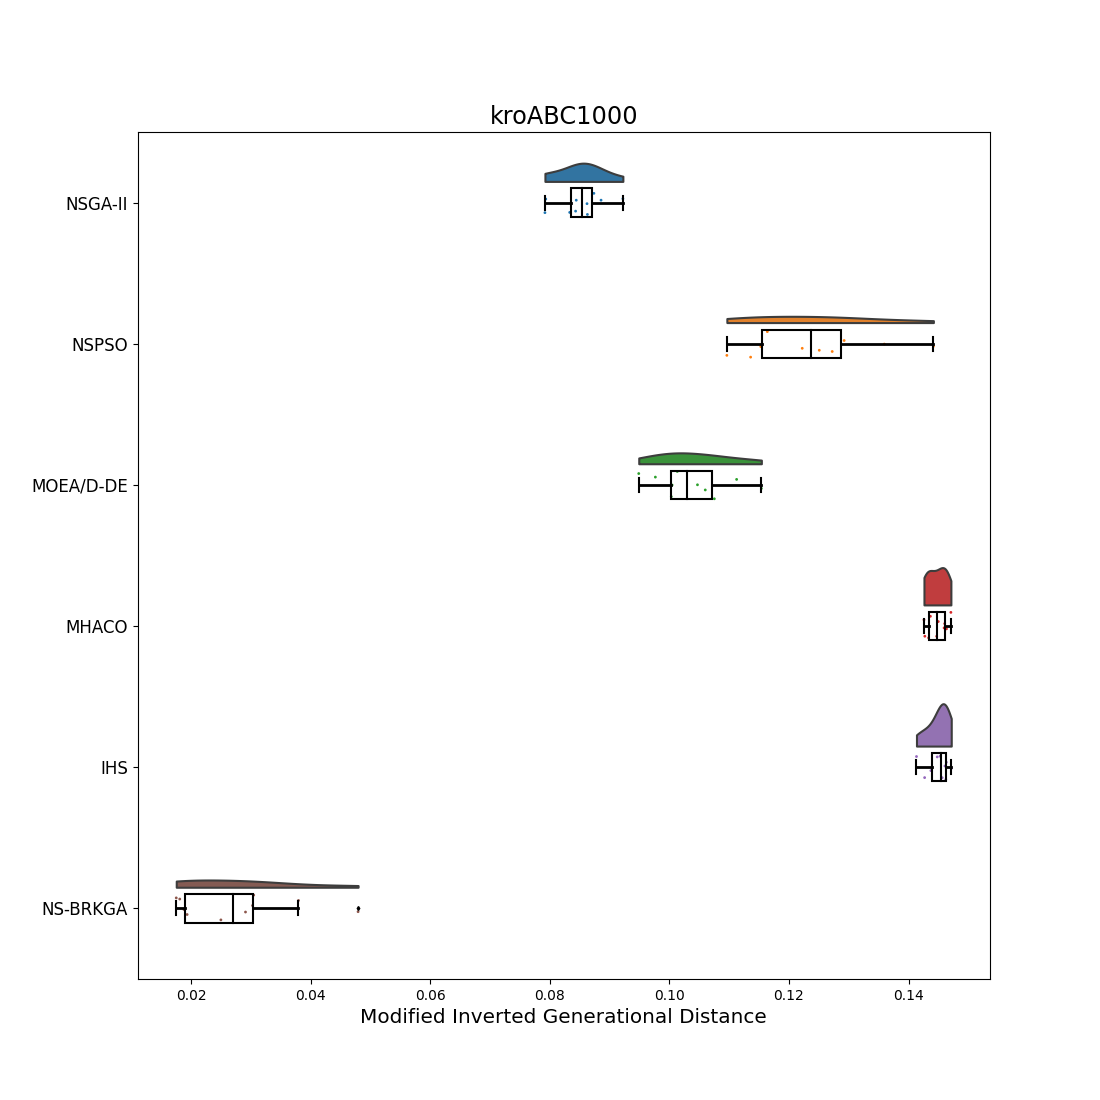 kroABC1000
NSGA-II
NSPSO
MOEA/D-DE
MHACO
IHS
NS-BRKGA
0.02 0.04 0.06 0.08 0.10 0.12 0.14
Modified Inverted Generational Distance